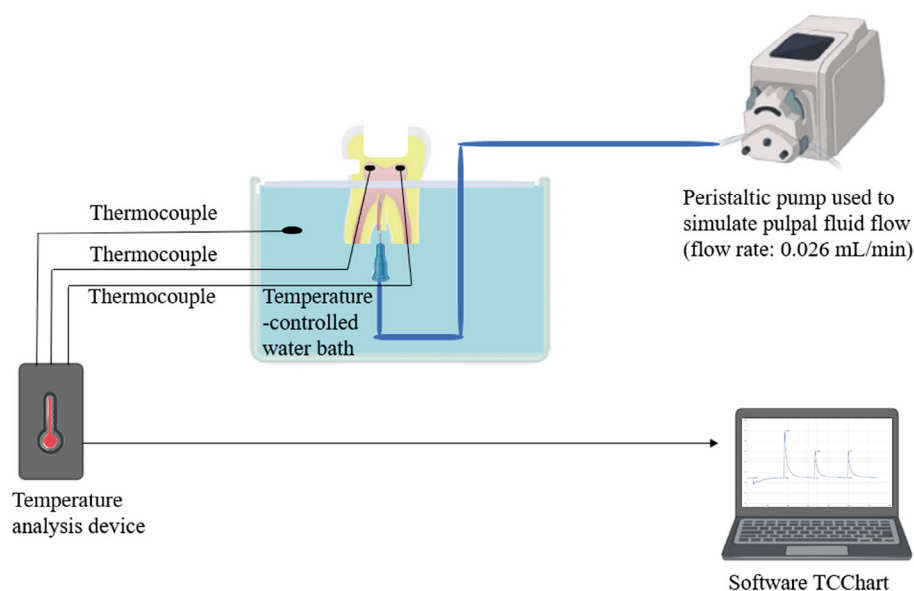 Peristaltic pump used to
simulate pulpal fluid flow
(flow rate: 0.026 mL/min)
Thermocouple
Thermocouple
Thermocouple
Temperature
-controlled
water bath
Temperature
analysis device
Software TCChart